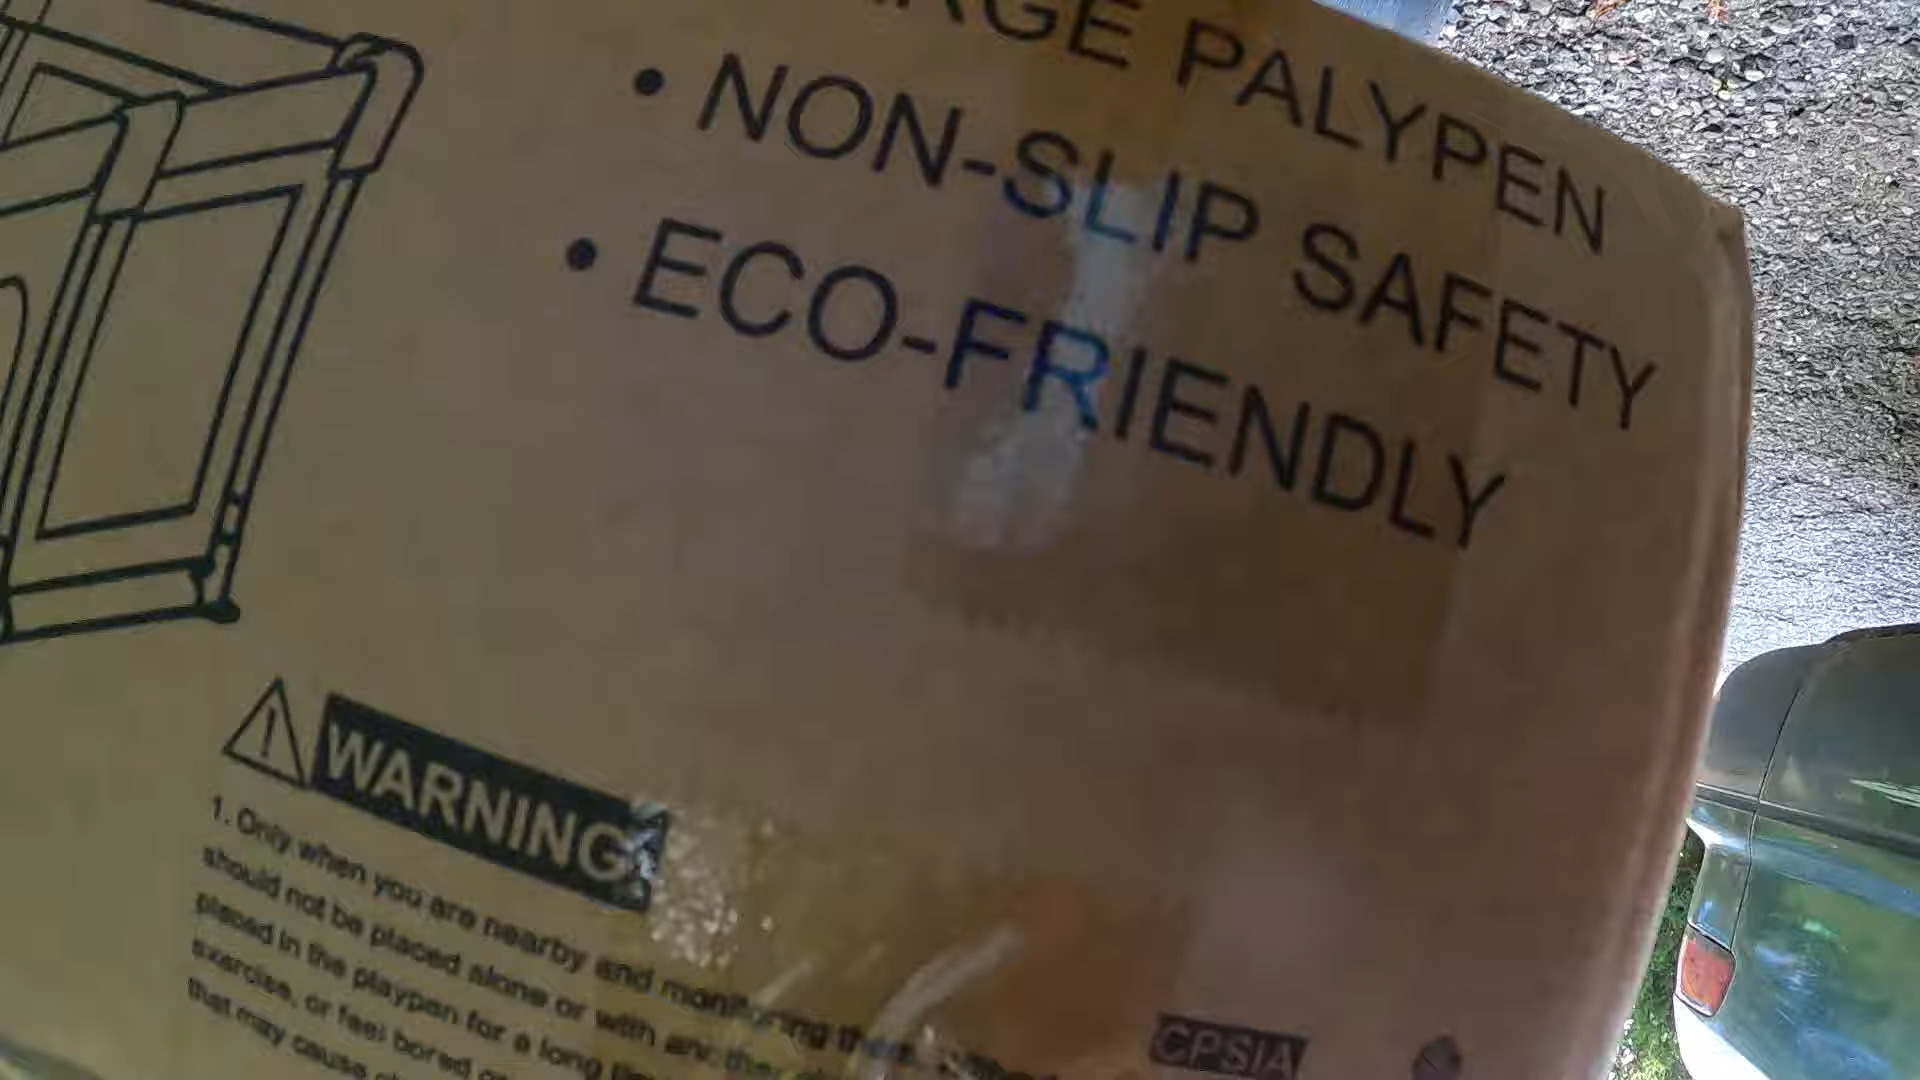 PALYPEN
• NON-SLIP SAFETY
• ECO-FRIENDLY
WARNING
1. Only when you are nearby and monitoring
should not be placed alone or with
placed in the playpen for a long
exercise, or feel bored
that may cause
CPSIA